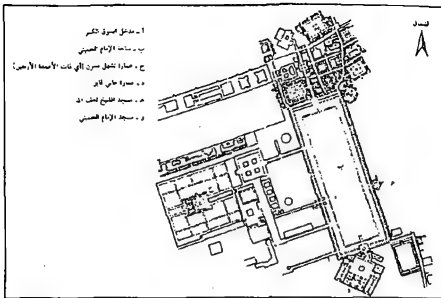 الشمال
أ - مدخل السوق الكبير
ب - ساحة الإمام الخميني
ج - عمارة تشهل ستون (أي ذات الأعمدة الأربعين)
د - عمارة عالي قابو
هـ - مسجد الشيخ لطف الله
و - مسجد الإمام الخميني